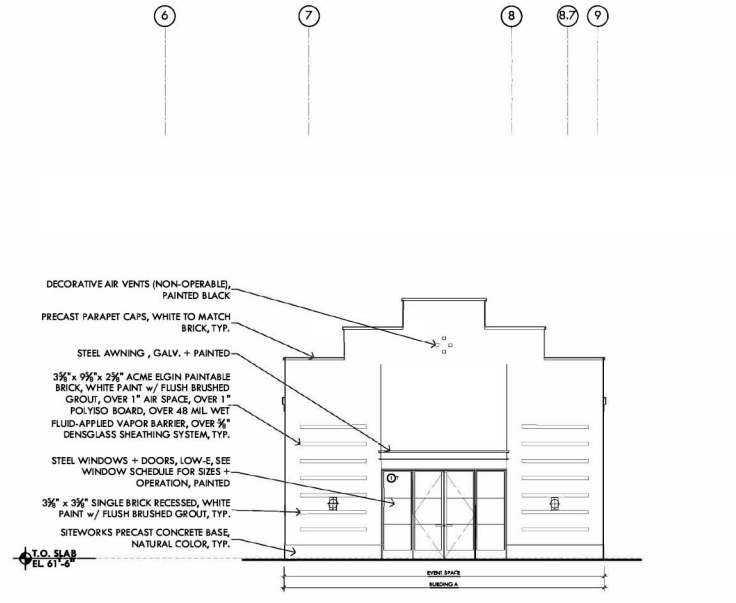 6 7 8 8.7 9
DECORATIVE AIR VENTS (NON-OPERABLE),
PAINTED BLACK
PRECAST PARAPET CAPS, WHITE TO MATCH
BRICK, TYP.
STEEL AWNING , GALV. + PAINTED
3⅝"x 9⅝"x 2⅝" ACME ELGIN PAINTABLE
BRICK, WHITE PAINT w/ FLUSH BRUSHED
GROUT, OVER 1" AIR SPACE, OVER 1"
POLYISO BOARD, OVER 48 MIL. WET
FLUID-APPLIED VAPOR BARRIER, OVER ⅝"
DENSGLASS SHEATHING SYSTEM, TYP.
STEEL WINDOWS + DOORS, LOW-E, SEE
WINDOW SCHEDULE FOR SIZES +
OPERATION, PAINTED
3⅝" x 3⅝" SINGLE BRICK RECESSED, WHITE
PAINT w/ FLUSH BRUSHED GROUT, TYP.
SITEWORKS PRECAST CONCRETE BASE,
NATURAL COLOR, TYP.
T.O. SLAB
EL. 61'-6"
EVENT SPACE
BUILDING A